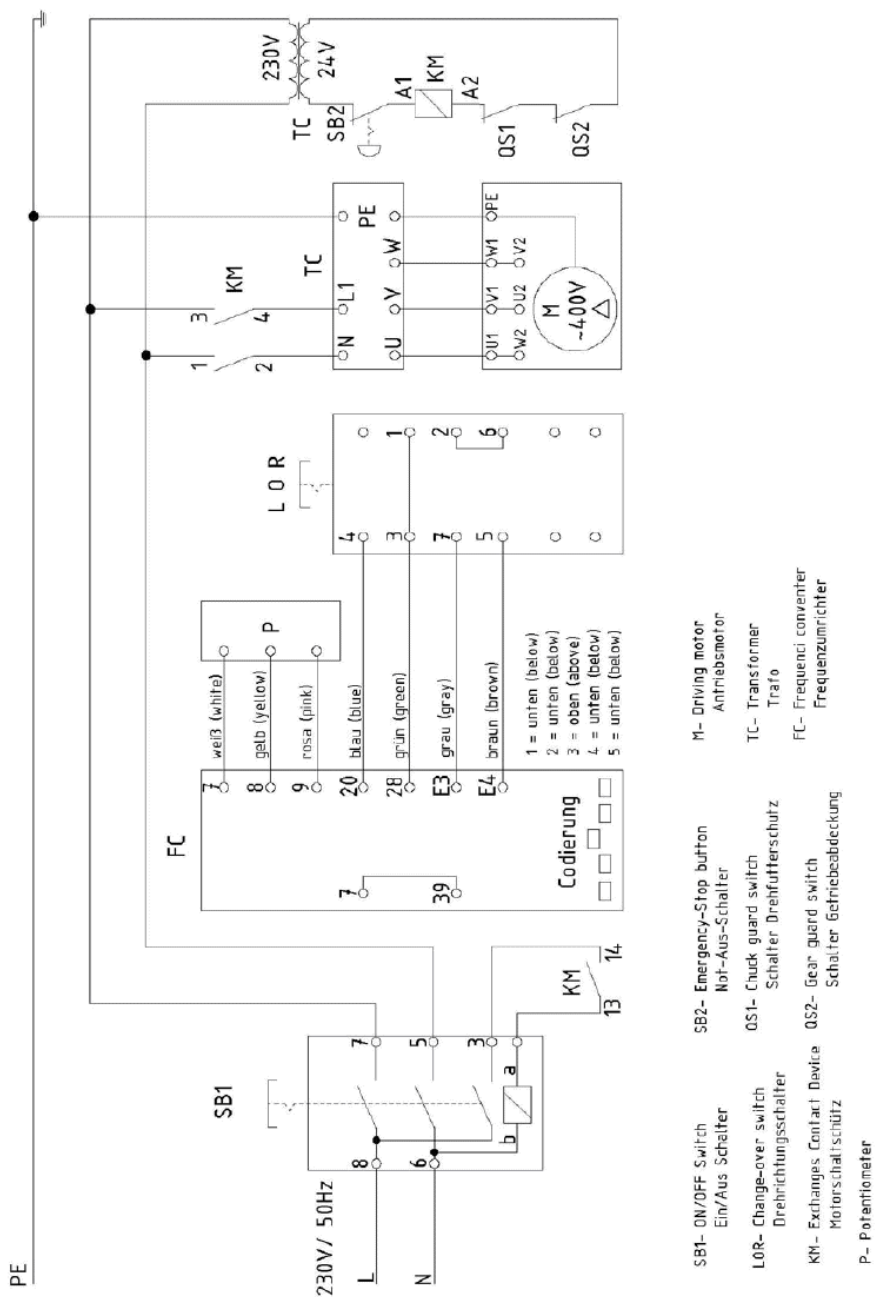 PE
230V/ 50Hz
L
N
SB1
8
7
6
5
3
b
a
KM
13
14
FC
7
39
7
8
9
20
28
E3
E4
Codierung
weiß (white)
gelb (yellow)
rosa (pink)
blau (blue)
grün (green)
grau (gray)
braun (brown)
P
1 = unten (below)
2 = unten (below)
3 = oben (above)
4 = unten (below)
5 = unten (below)
L O R
4
3
7
5
1
2
6
1
2
3
4
KM
TC
N
L1
PE
U
V
W
U1
V1
W1
PE
W2
U2
V2
M
~400V
TC
230V
24V
SB2
A1
KM
A2
QS1
QS2
SB1- ON/OFF Switch
Ein/Aus Schalter
LOR- Change-over switch
Drehrichtungsschalter
KM- Exchanges Contact Device
Motorschaltschütz
P- Potentiometer
SB2- Emergency-Stop button
Not-Aus-Schalter
QS1- Chuck guard switch
Schalter Drehfutterschutz
QS2- Gear guard switch
Schalter Getriebeabdeckung
M- Driving motor
Antriebsmotor
TC- Transformer
Trafo
FC- Frequenci conventer
Frequenzumrichter